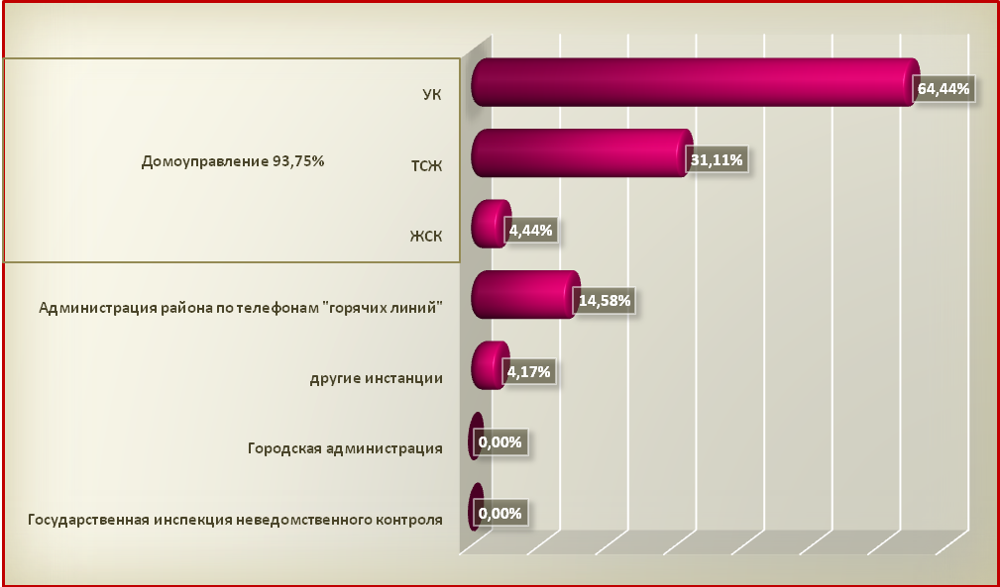 УК
64,44%
Домоуправление 93,75%
ТСЖ
31,11%
ЖСК
4,44%
Администрация района по телефонам "горячих линий"
14,58%
другие инстанции
4,17%
Городская администрация
0,00%
Государственная инспекция неведомственного контроля
0,00%